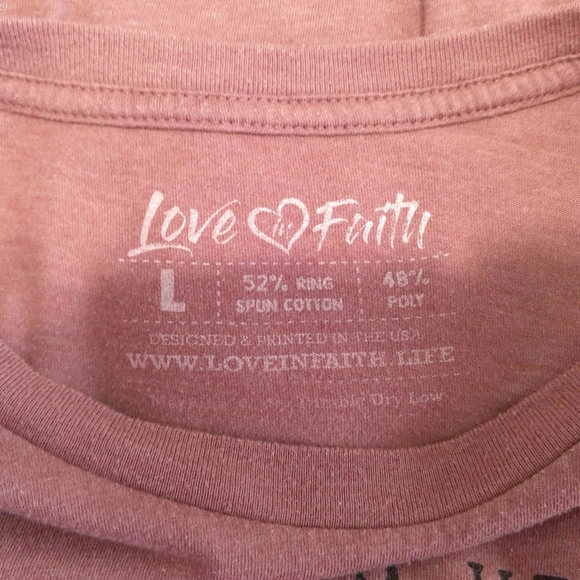 Love in Faith
L 52% RING SPUN COTTON 48% POLY
DESIGNED & PRINTED IN THE USA
WWW.LOVEINFAITH.LIFE
Tumble Dry Low